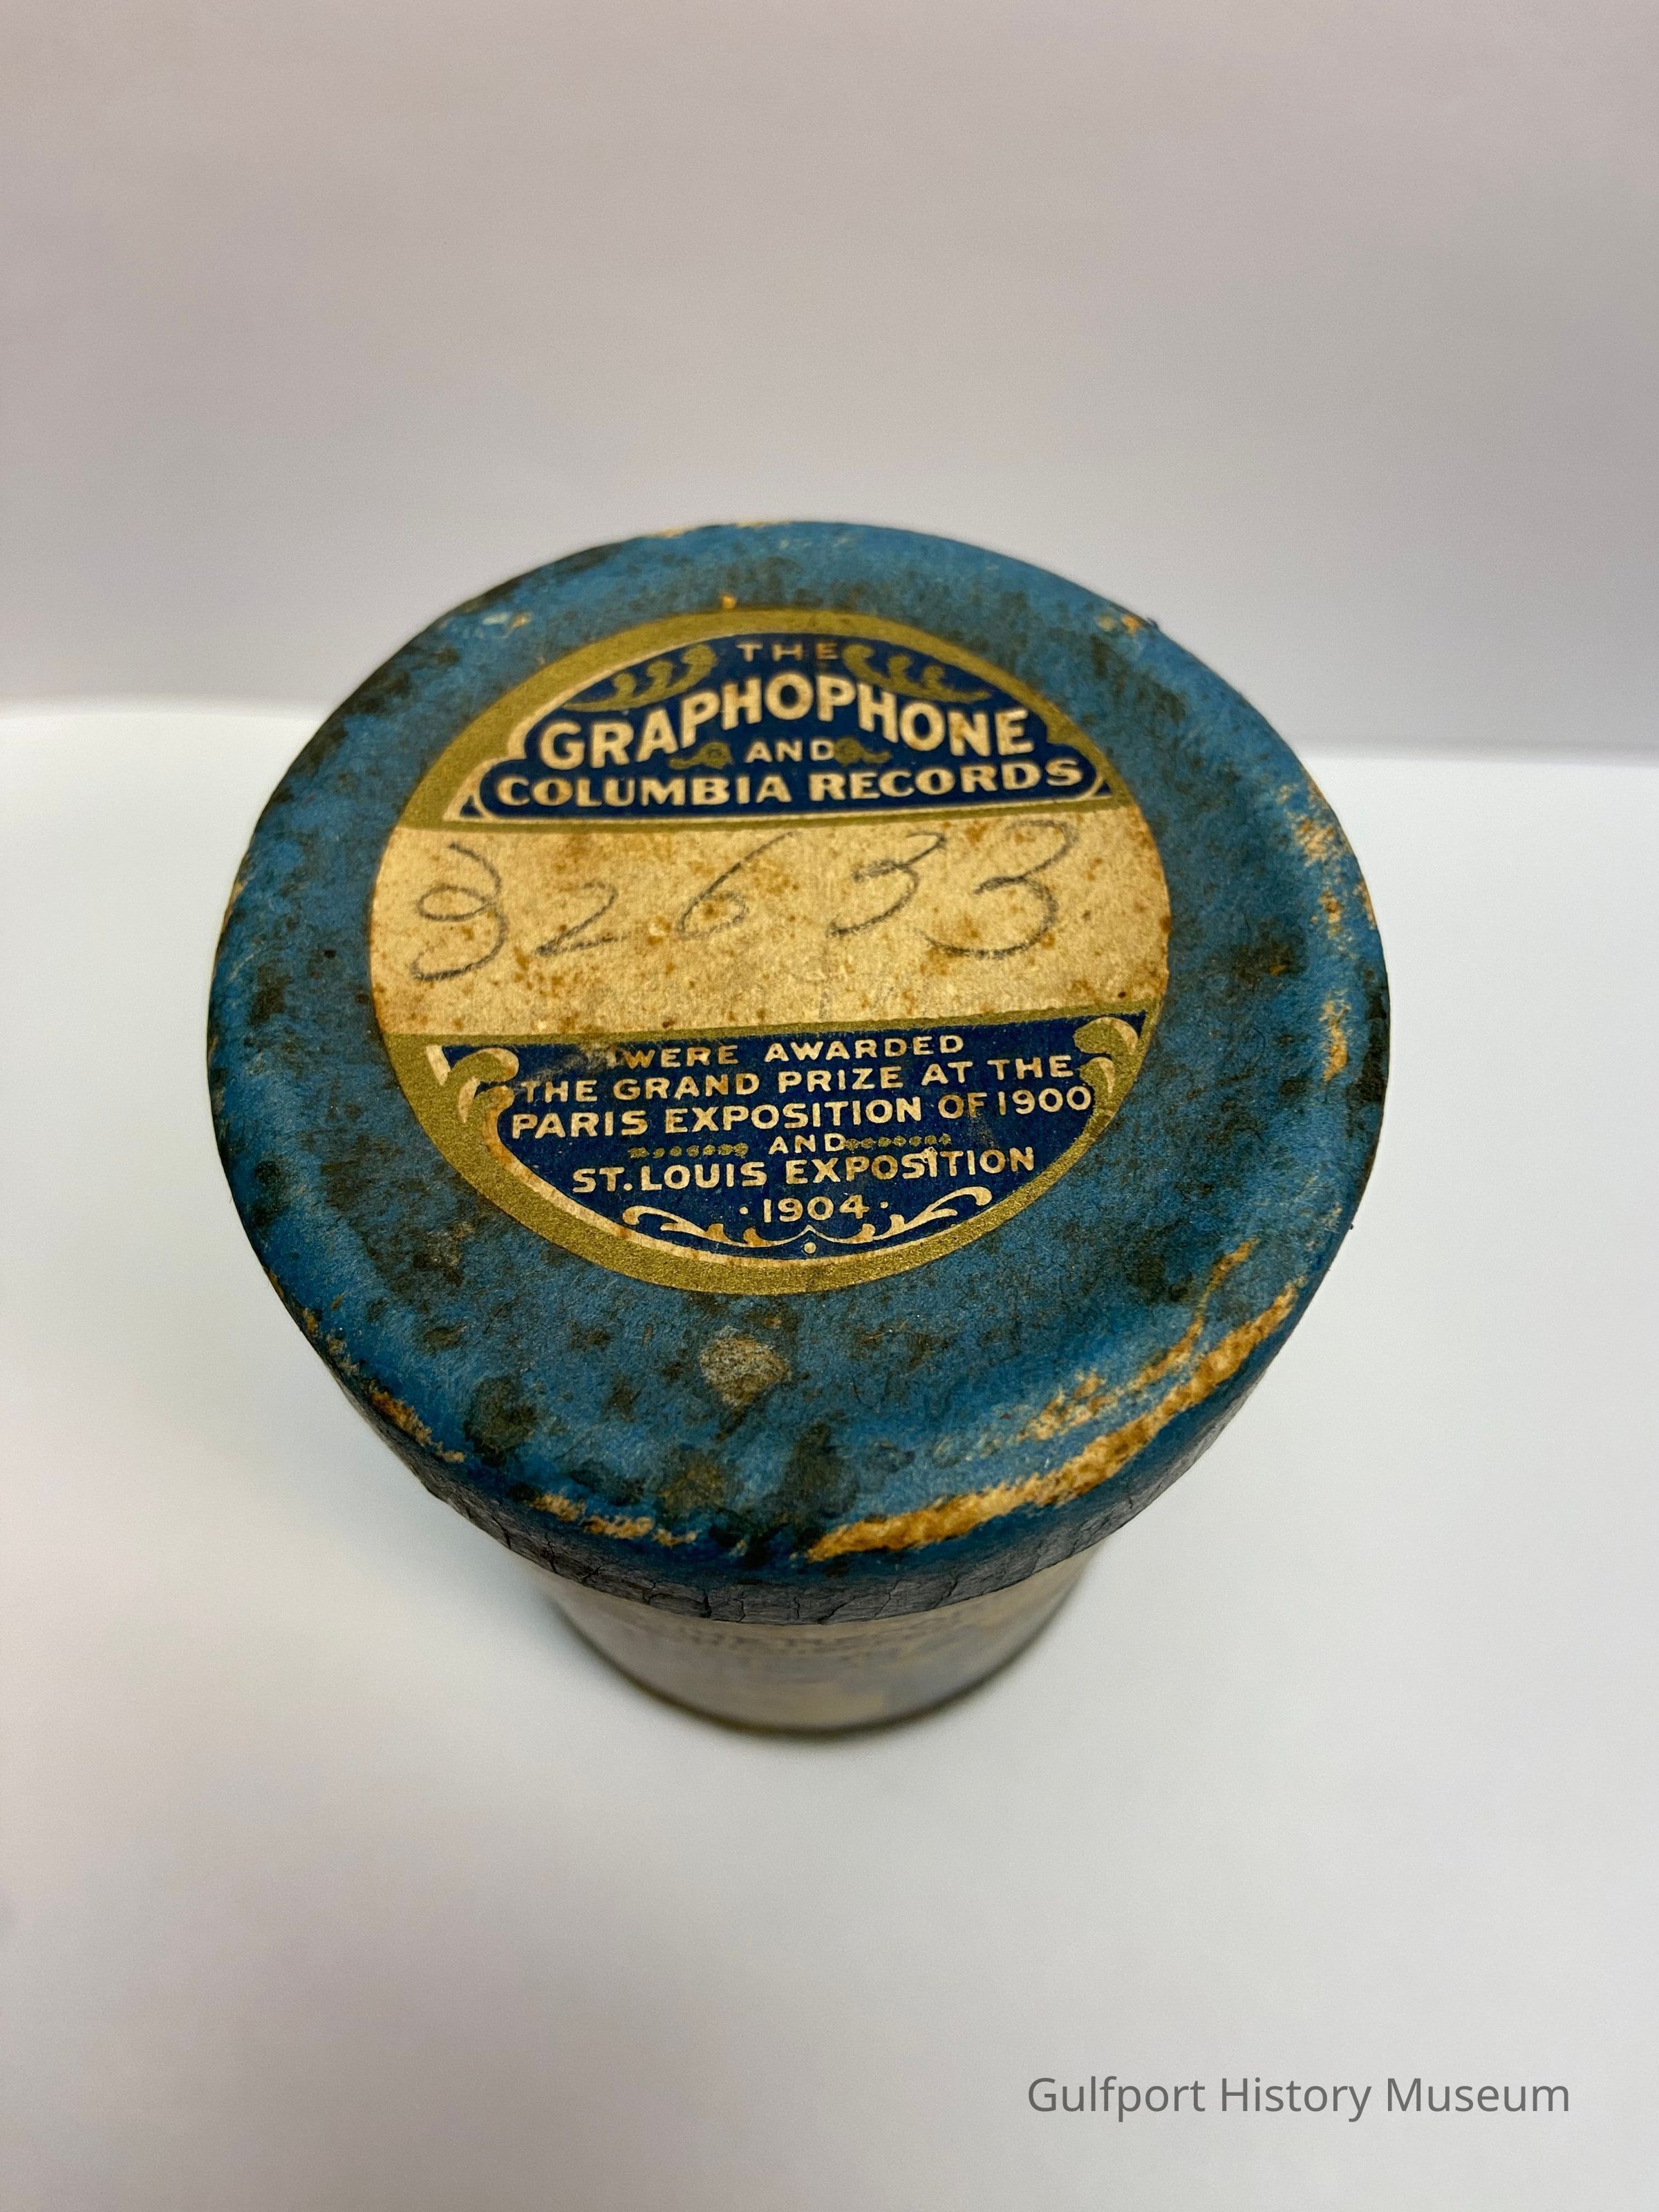 THE
GRAPHOPHONE
AND
COLUMBIA RECORDS
32633
WERE AWARDED
THE GRAND PRIZE AT THE
PARIS EXPOSITION OF 1900
AND
ST. LOUIS EXPOSITION
·1904·
Gulfport History Museum